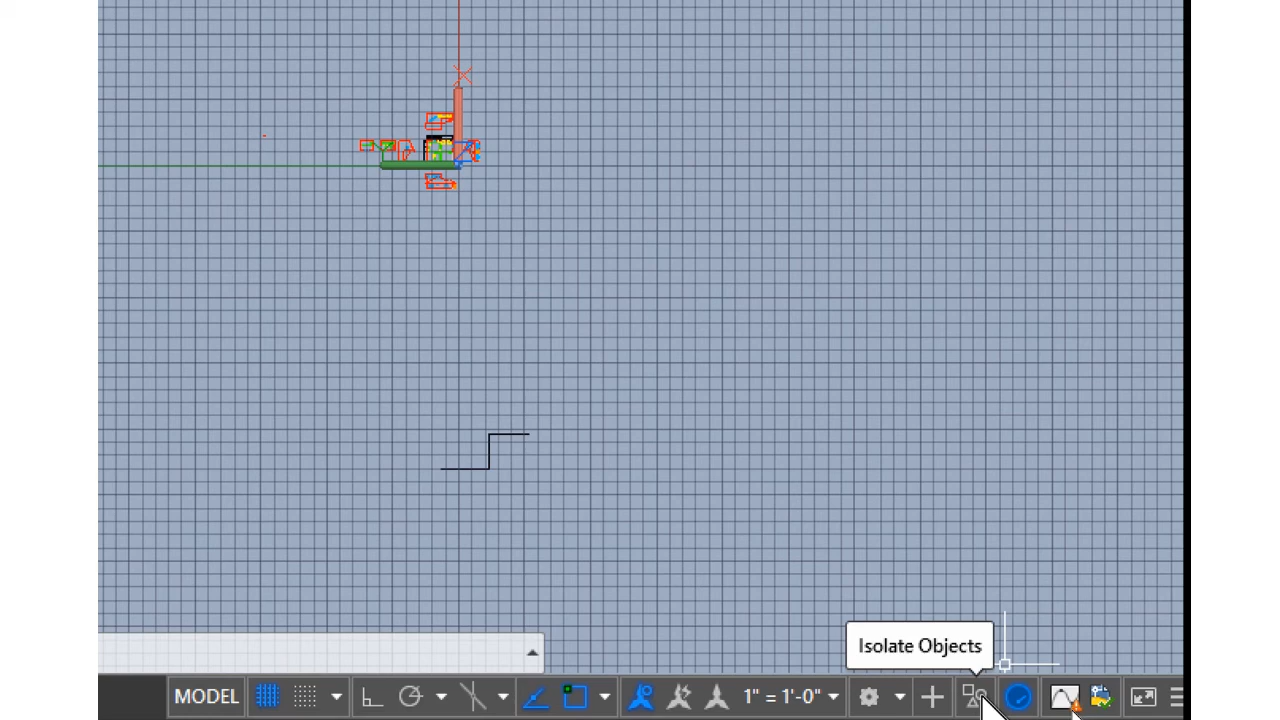 Isolate Objects
MODEL
1" = 1'-0"